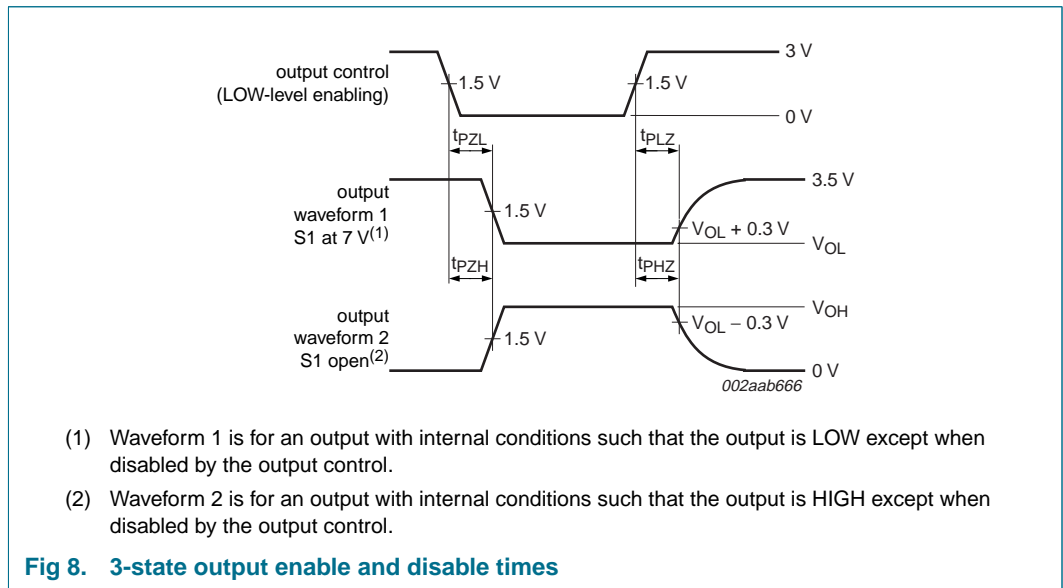 output control
(LOW-level enabling)
1.5 V
1.5 V
3 V
0 V
tPZL
tPLZ
output
waveform 1
S1 at 7 V(1)
1.5 V
3.5 V
VOL + 0.3 V
VOL
tPZH
tPHZ
output
waveform 2
S1 open(2)
1.5 V
VOH
VOL − 0.3 V
0 V
002aab666
(1) Waveform 1 is for an output with internal conditions such that the output is LOW except when
disabled by the output control.
(2) Waveform 2 is for an output with internal conditions such that the output is HIGH except when
disabled by the output control.
Fig 8. 3-state output enable and disable times